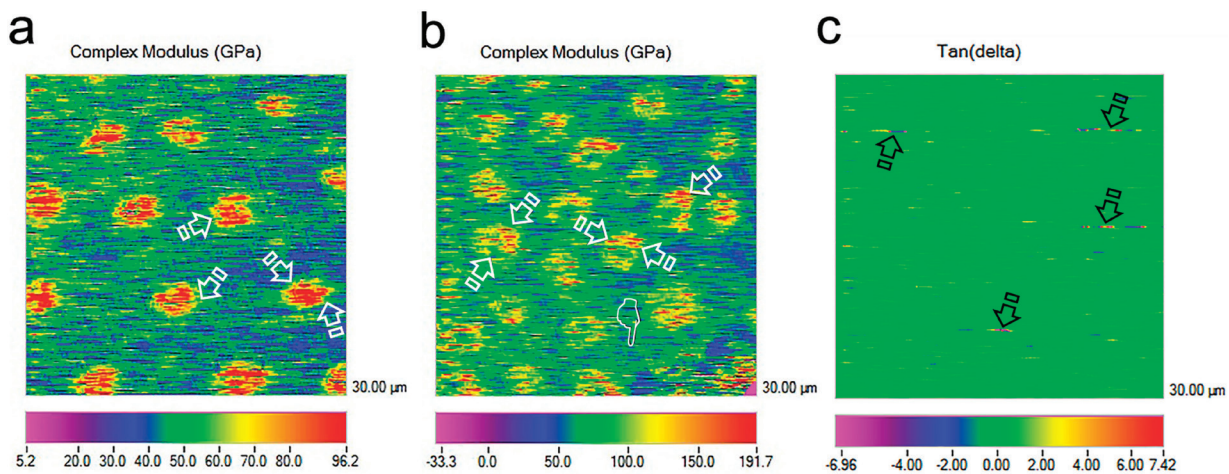 a
Complex Modulus (GPa)
30.00 µm
5.2 20.0 30.0 40.0 50.0 60.0 70.0 80.0 96.2
b
Complex Modulus (GPa)
30.00 µm
-33.3 0.0 50.0 100.0 150.0 191.7
c
Tan(delta)
30.00 µm
-6.96 -4.00 -2.00 0.00 2.00 4.00 6.00 7.42